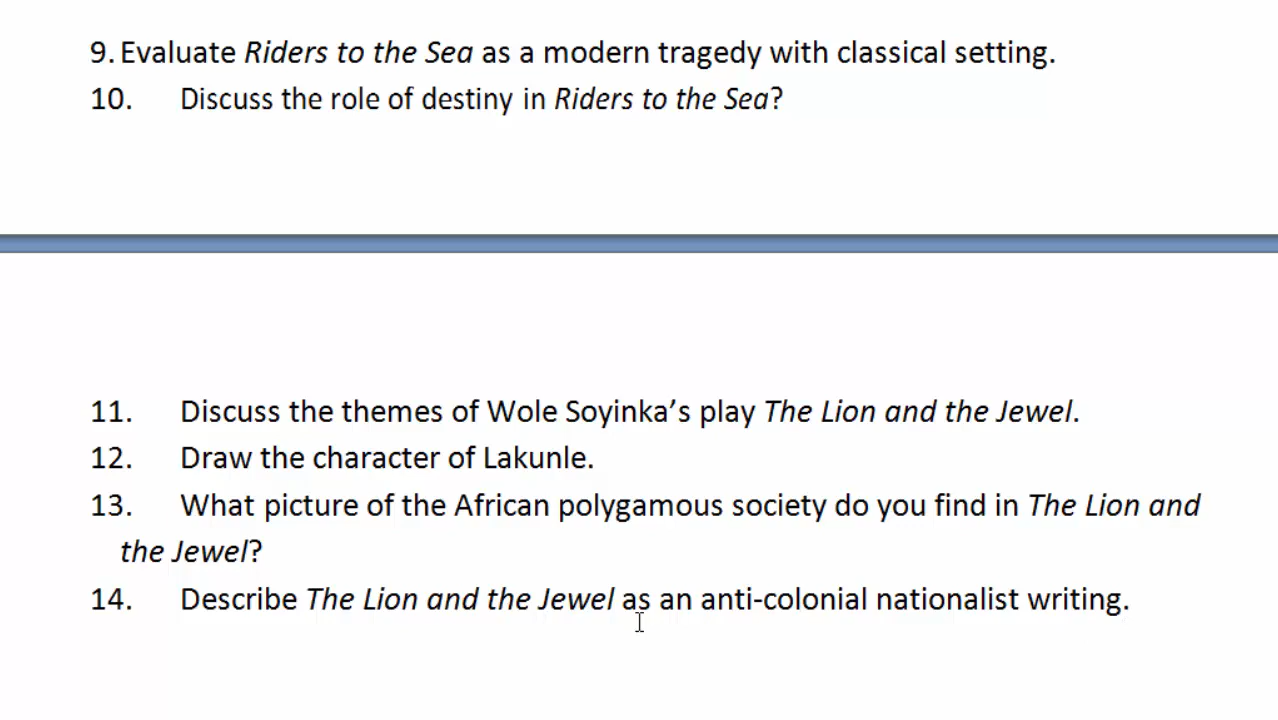 9. Evaluate Riders to the Sea as a modern tragedy with classical setting.
10. Discuss the role of destiny in Riders to the Sea?
11. Discuss the themes of Wole Soyinka’s play The Lion and the Jewel.
12. Draw the character of Lakunle.
13. What picture of the African polygamous society do you find in The Lion and
the Jewel?
14. Describe The Lion and the Jewel as an anti-colonial nationalist writing.